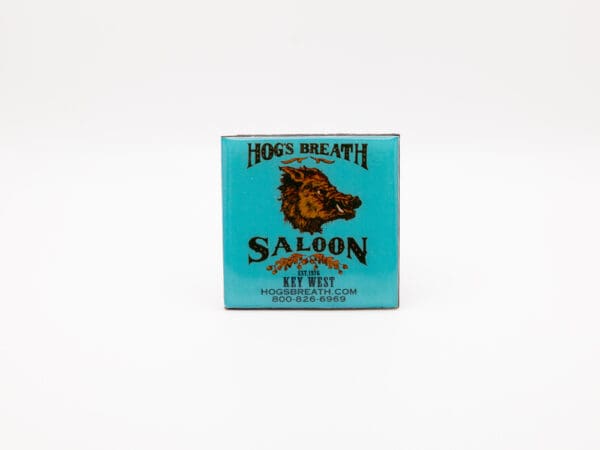 HOG'S BREATH
SALOON
EST. 1976
KEY WEST
HOGSBREATH.COM
800-826-6969